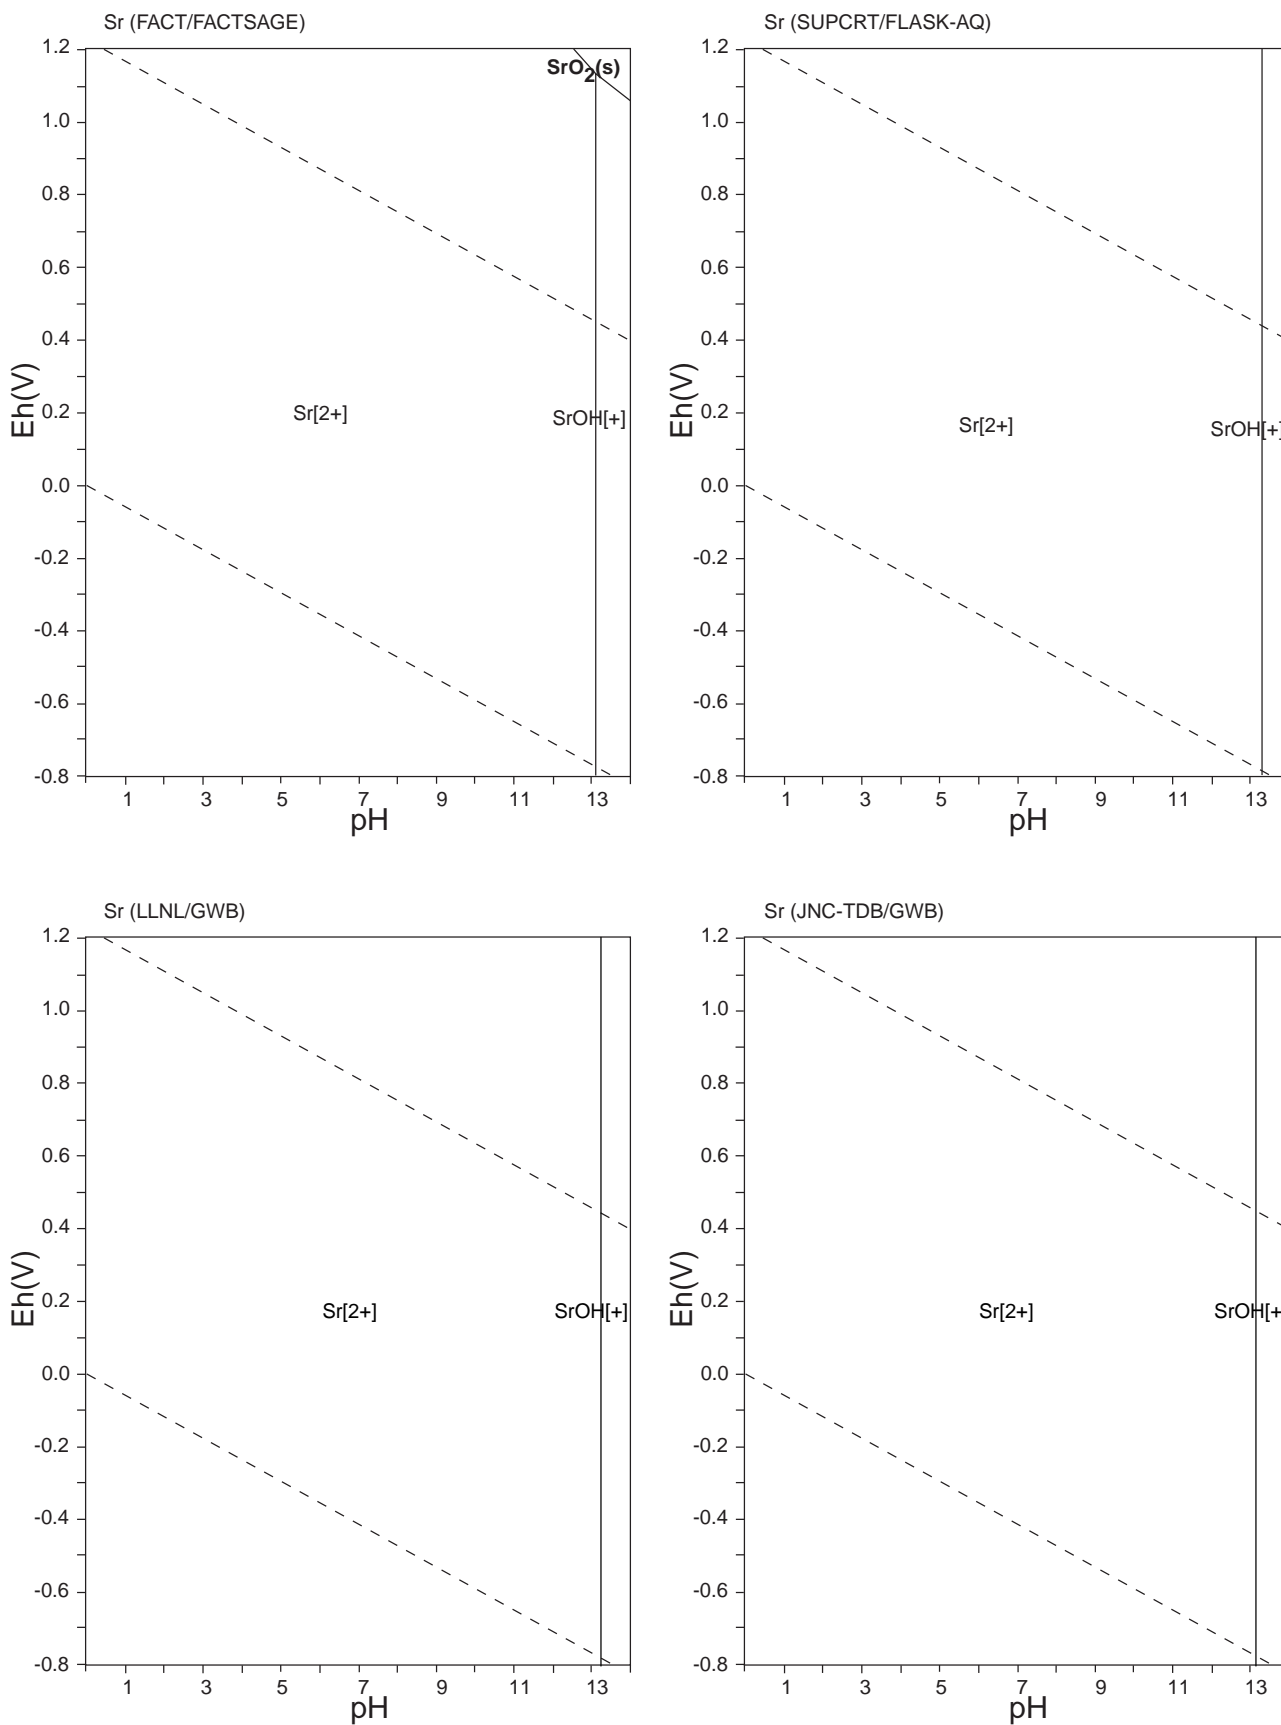 Sr (FACT/FACTSAGE)
1.2
1.0
0.8
0.6
0.4
0.2
0.0
-0.2
-0.4
-0.6
-0.8
Eh(V)
SrO2(s)
Sr[2+]
SrOH[+]
1 3 5 7 9 11 13
pH
Sr (SUPCRT/FLASK-AQ)
1.2
1.0
0.8
0.6
0.4
0.2
0.0
-0.2
-0.4
-0.6
-0.8
Eh(V)
Sr[2+]
SrOH[+]
1 3 5 7 9 11 13
pH
Sr (LLNL/GWB)
1.2
1.0
0.8
0.6
0.4
0.2
0.0
-0.2
-0.4
-0.6
-0.8
Eh(V)
Sr[2+]
SrOH[+]
1 3 5 7 9 11 13
pH
Sr (JNC-TDB/GWB)
1.2
1.0
0.8
0.6
0.4
0.2
0.0
-0.2
-0.4
-0.6
-0.8
Eh(V)
Sr[2+]
SrOH[+
1 3 5 7 9 11 13
pH